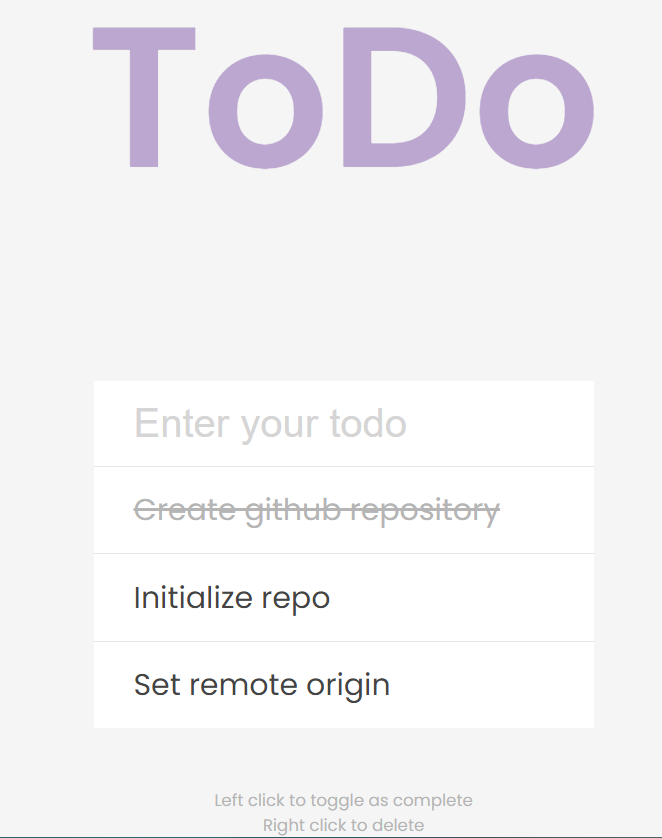 ToDo
Enter your todo
Create github repository
Initialize repo
Set remote origin
Left click to toggle as complete
Right click to delete